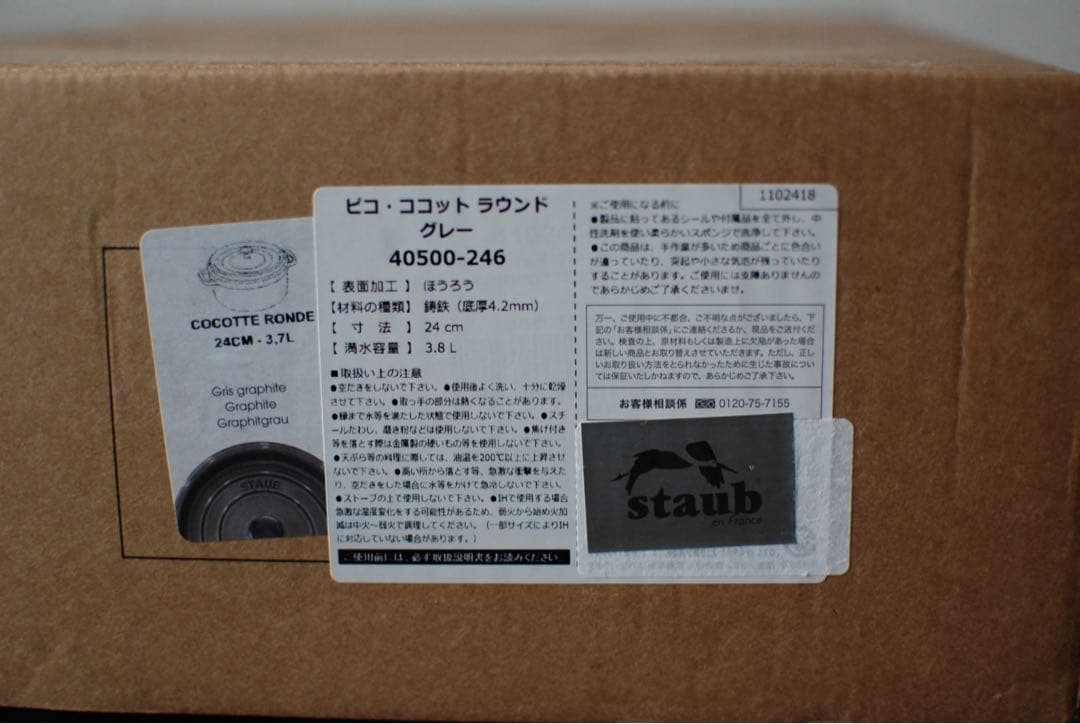 COCOTTE RONDE
24CM - 3,7L
Gris graphite
Graphite
Graphitgrau
STAUB
ピコ・ココット ラウンド
グレー
40500-246
【 表面加工 】 ほうろう
【材料の種類】 鋳鉄（底厚4.2mm）
【 寸 法 】 24 cm
【 満水容量 】 3.8 L
■取扱い上の注意
●空だきをしないで下さい。●使用後よく洗い、十分に乾燥
させて下さい。●取っ手の部分は熱くなることがあります。
●縁まで水等を満たした状態で使用しないで下さい。●スチ
ールたわし、磨き粉などは使用しないで下さい。●焦げ付き
等を落とす際は金属製の硬いもの等を使用しないで下さい。
●天ぷら等の料理に際しては、油温を200℃以上に上昇させ
ないで下さい。●高い所から落とす等、急激な衝撃を与えた
り、空だきをした場合に水等をかけて急冷しないで下さい。
●ストーブの上で使用しないで下さい。●IHで使用する場合
急激な温度変化をする可能性があるため、弱火から始め火加
減は中火～弱火で調理してください。（一部サイズによりIH
に対応していない場合があります。）
ご使用前には、必ず取扱説明書をお読みください
1102418
※ご使用になる前に
●製品に貼ってあるシールや付属品を全て外し、中
性洗剤を使い柔らかいスポンジで洗浄して下さい。
●この商品は、手作業が多いため商品ごとに色合い
が違っていたり、突起や小さな気泡が残っていたり
することがあります。ご使用には支障ありませんの
であらかじめご了承くださいませ。
万一、ご使用中に不都合、ご不明な点がございましたら、下
記の「お客様相談係」にご連絡くださるか、現品をご送付くだ
さい。検査の上、原材料もしくは製造上に欠陥があった場合
は新しい商品とお取り替えさせていただきます。ただし、正し
いお取り扱い方法をとられなかったために生じた事故につい
ては保証いたしかねますので、あらかじめご了承下さい。
お客様相談係 0120-75-7155
staub
en France